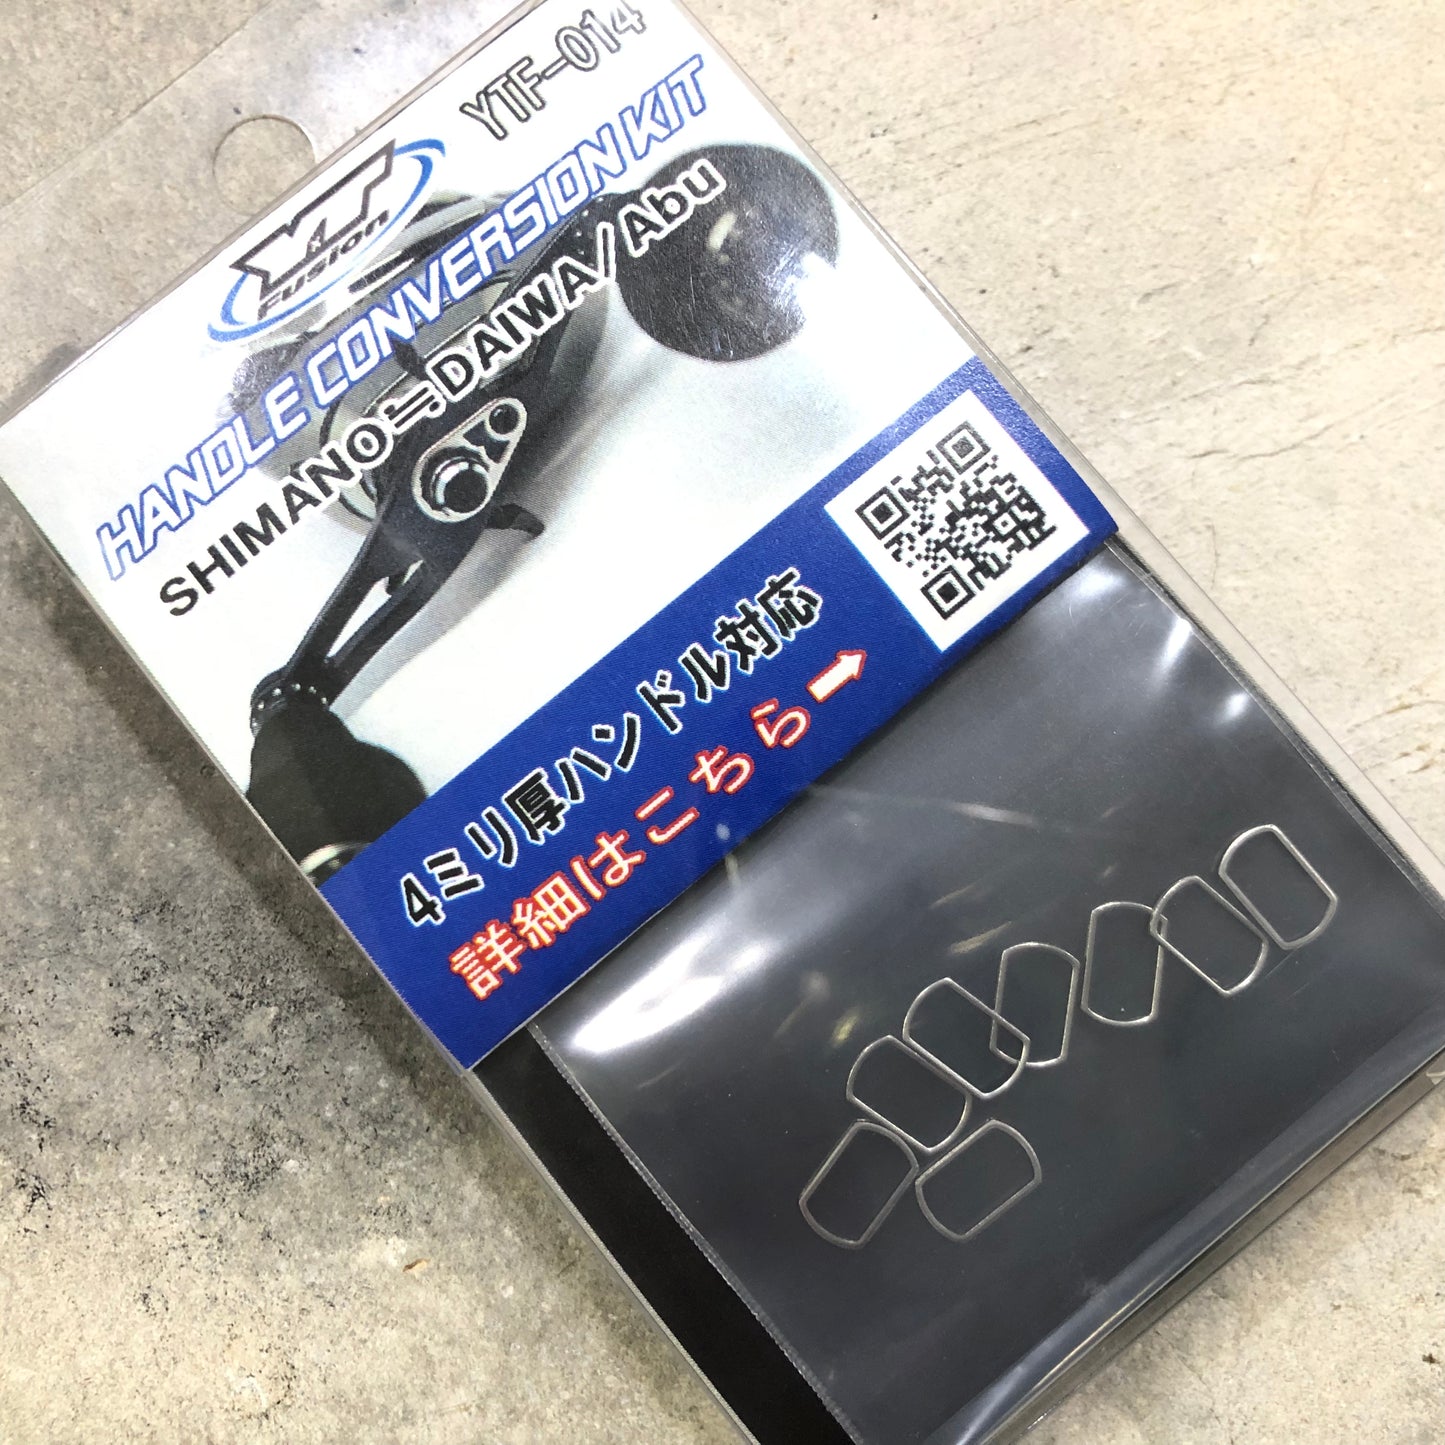 YTF-014
YT
FUSION
HANDLE CONVERSION KIT
SHIMANO≒DAIWA/Abu
4ミリ厚ハンドル対応
詳細はこちら➡